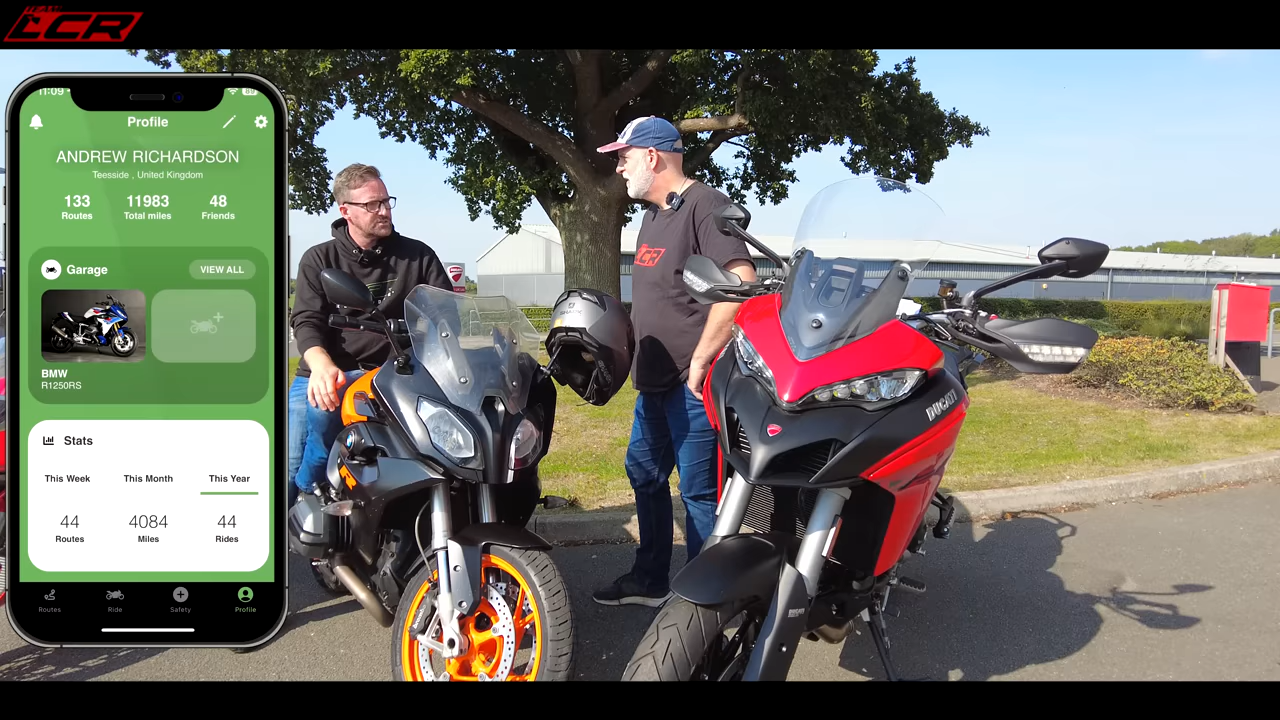 LCR
11:09
Profile
ANDREW RICHARDSON
Teesside , United Kingdom
133 11983 48
Routes Total miles Friends
Garage VIEW ALL
BMW
R1250RS
Stats
This Week This Month This Year
44 4084 44
Routes Miles Rides
Routes Ride Safety Profile
LCR
R
SHARK
DUCATI